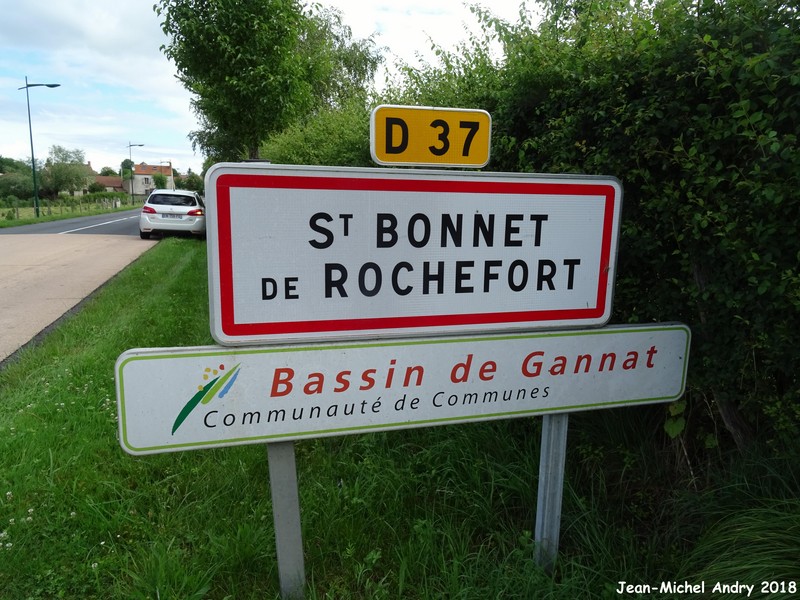 D 37
ST BONNET
DE ROCHEFORT
Bassin de Gannat
Communauté de Communes
Jean-Michel Andry 2018